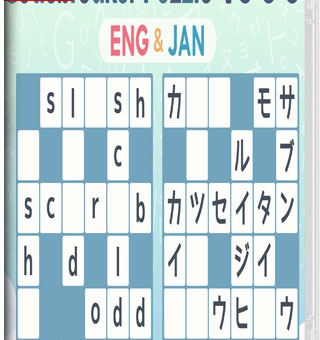 ENG & JAN
s l s h
c
s c r b
h d l
o d d
カ モ サ
ル ブ
カ ツ セ イ タ ン
イ ジ イ
ウ ヒ ウ